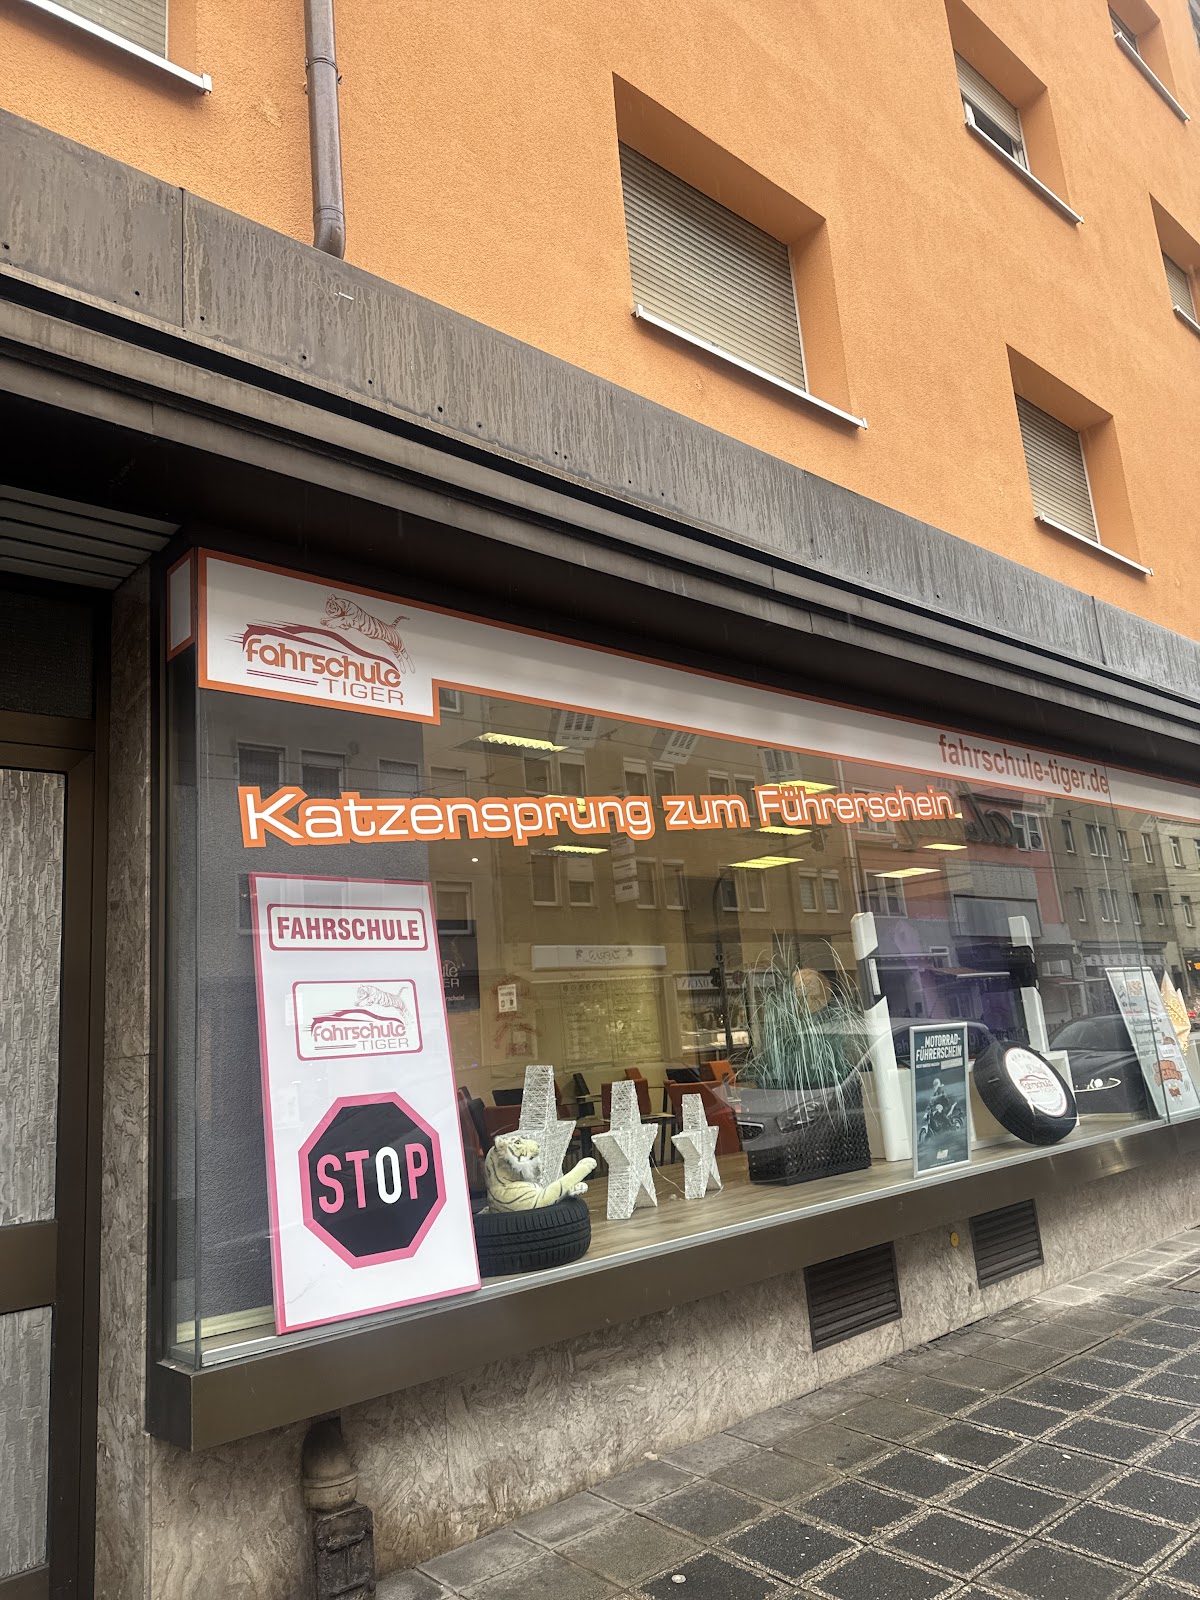 fahrschule
TIGER
fahrschule-tiger.de
Katzensprung zum Führerschein
FAHRSCHULE
fahrschule
TIGER
STOP
MOTORRAD-
FÜHRERSCHEIN